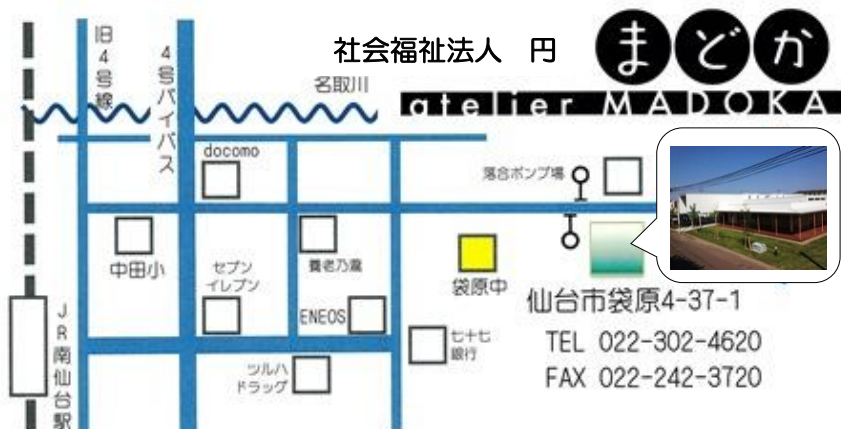 社会福祉法人 円
まどか
atelier MADOKA
旧4号線
4号バイパス
名取川
docomo
落合ポンプ場
中田小
セブン
イレブン
養老乃瀧
袋原中
ENEOS
七十七
銀行
ツルハ
ドラッグ
JR南仙台駅
仙台市袋原4-37-1
TEL 022-302-4620
FAX 022-242-3720